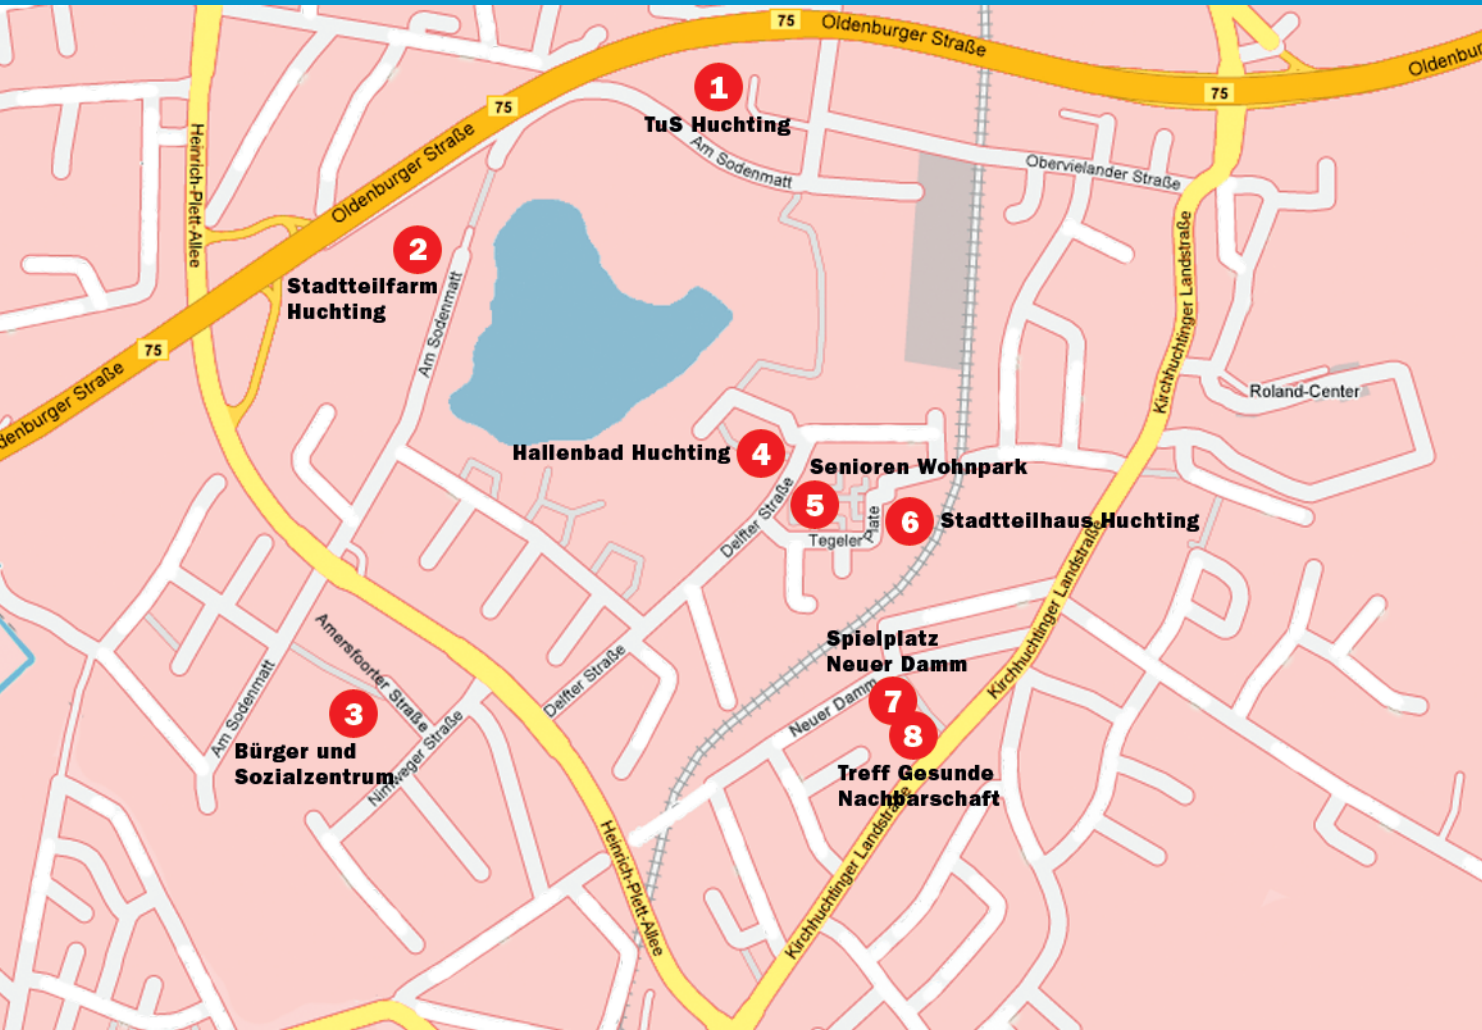 75
Oldenburger Straße
75
Oldenbur
1
TuS Huchting
75
Oldenburger Straße
Heinrich-Plett-Allee
Am Sodenmatt
Obervielander Straße
2
Stadtteilfarm
Huchting
Am Sodenmatt
Kirchhuchtinger Landstraße
75
denburger Straße
Roland-Center
Hallenbad Huchting
4
Senioren Wohnpark
5
6
Stadtteilhaus Huchting
Delfter Straße
Tegeler
Plate
Kirchhuchtinger Landstraße
Spielplatz
Neuer Damm
7
Neuer Damm
8
Treff Gesunde
Nachbarschaft
Amersfoorter Straße
Delfter Straße
Am Sodenmatt
3
Bürger und
Sozialzentrum
Nimweger Straße
Heinrich-Plett-Allee
Kirchhuchtinger Landstraße